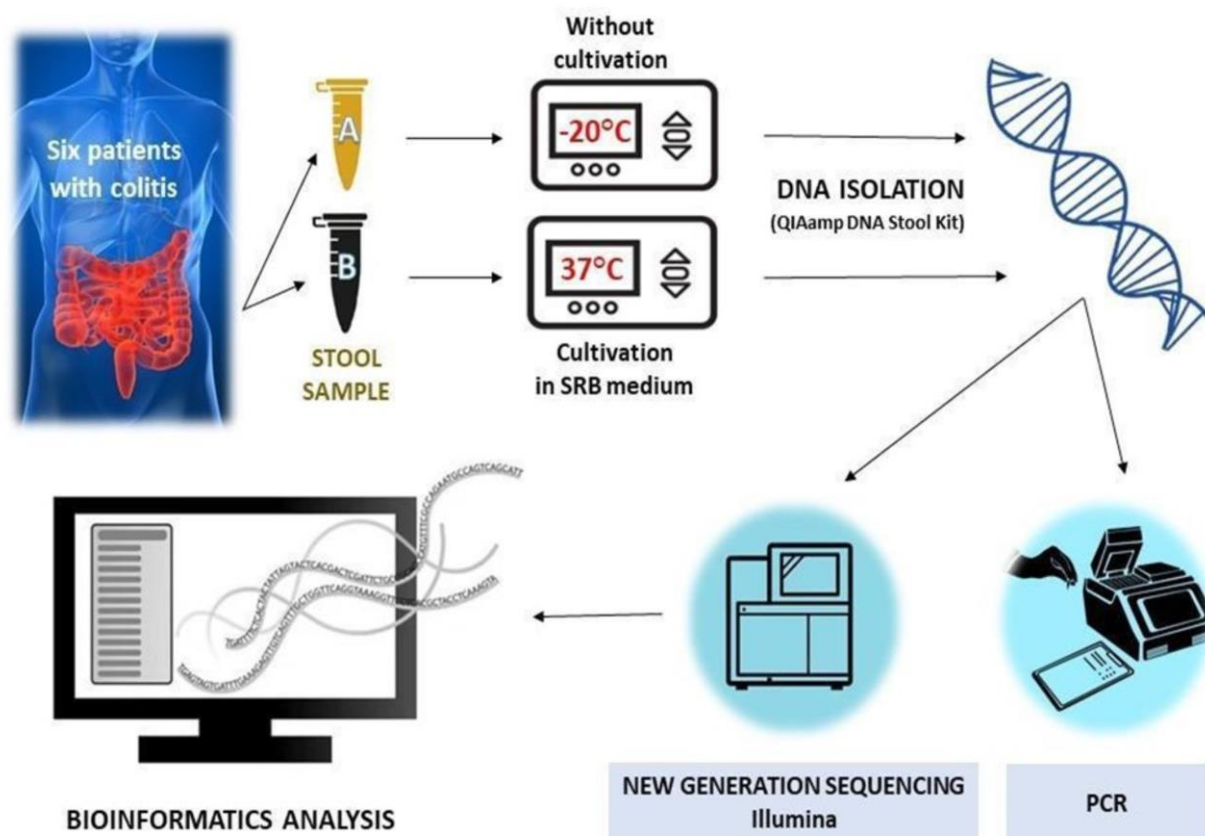 Six patients
with colitis
A
B
STOOL
SAMPLE
Without
cultivation
-20°C
37°C
Cultivation
in SRB medium
DNA ISOLATION
(QIAamp DNA Stool Kit)
BIOINFORMATICS ANALYSIS
NEW GENERATION SEQUENCING
Illumina
PCR